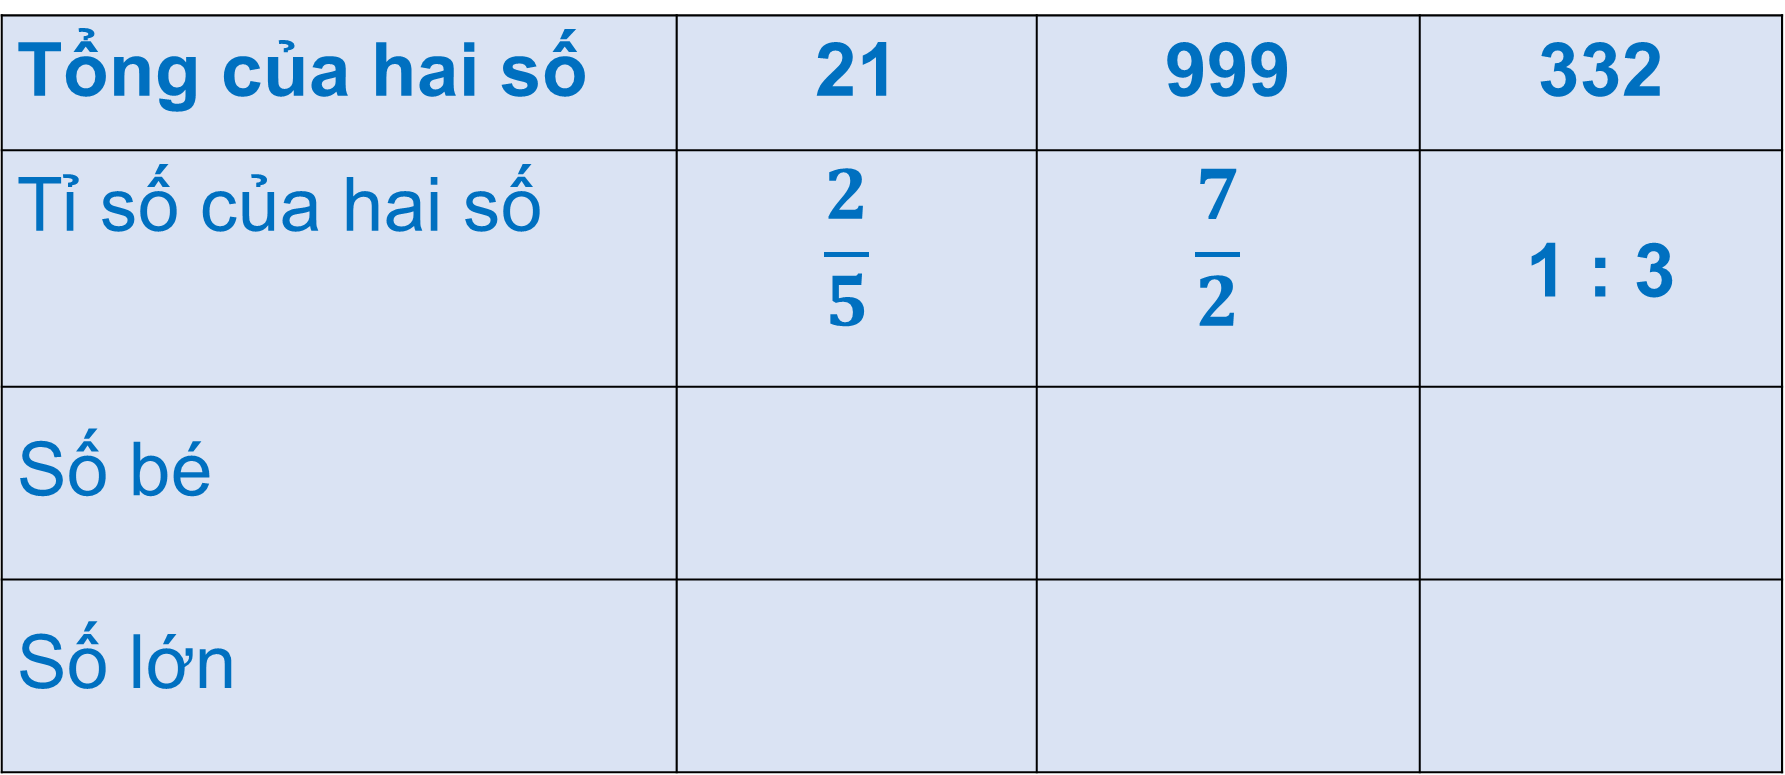 Tổng của hai số 21 999 332
Tỉ số của hai số 2/5 7/2 1 : 3
Số bé
Số lớn